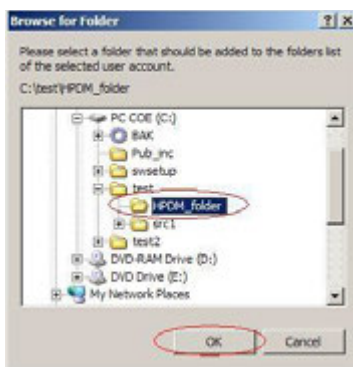 Browse for Folder
Please select a folder that should be added to the folders list
of the selected user account.
C:\test\HPDM_folder
PC COE (C:)
BAK
Pub_inc
swsetup
test
HPDM_folder
src1
test2
DVD-RAM Drive (D:)
DVD Drive (E:)
My Network Places
OK Cancel